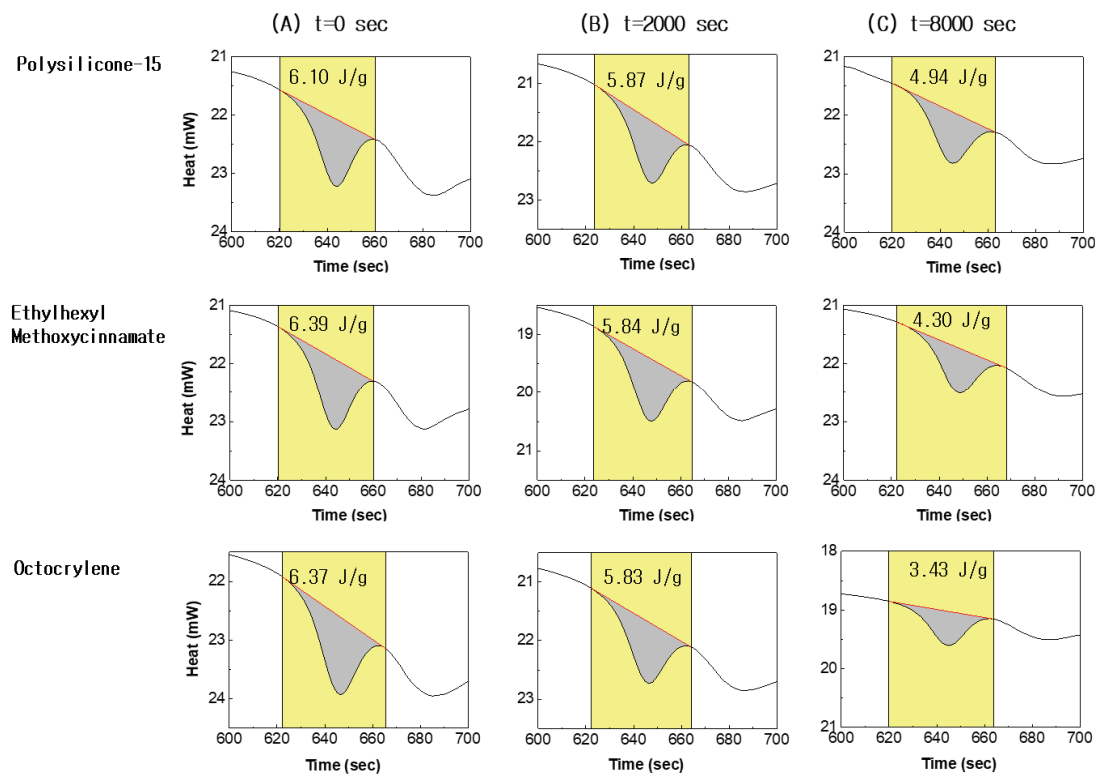 (A) t=0 sec
(B) t=2000 sec
(C) t=8000 sec
Polysilicone-15
21
22
23
24
Heat (mW)
6.10 J/g
600 620 640 660 680 700
Time (sec)
21
22
23
5.87 J/g
600 620 640 660 680 700
Time (sec)
21
22
23
24
Heat (mW)
4.94 J/g
600 620 640 660 680 700
Time (sec)
Ethylhexyl
Methoxycinnamate
21
22
23
24
Heat (mW)
6.39 J/g
600 620 640 660 680 700
Time (sec)
19
20
21
5.84 J/g
600 620 640 660 680 700
Time (sec)
21
22
23
24
4.30 J/g
600 620 640 660 680 700
Time (sec)
Octocrylene
22
23
24
Heat (mW)
6.37 J/g
600 620 640 660 680 700
Time (sec)
21
22
23
5.83 J/g
600 620 640 660 680 700
Time (sec)
18
19
20
21
3.43 J/g
600 620 640 660 680 700
Time (sec)